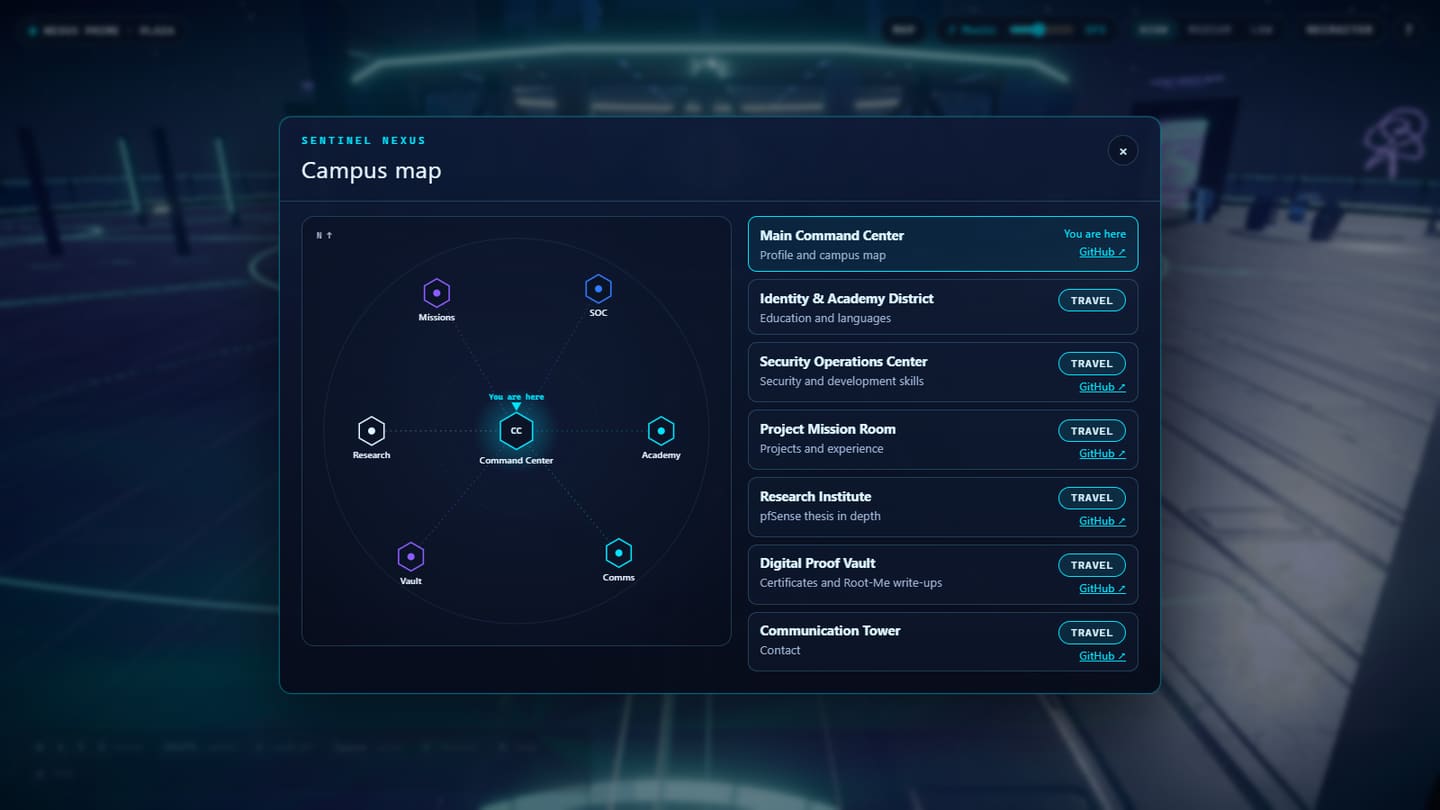 SENTINEL NEXUS
Campus map
×
N ↑
Missions
SOC
You are here
CC
Command Center
Research
Academy
Vault
Comms
Main Command Center
You are here
Profile and campus map
GitHub ↗
Identity & Academy District
TRAVEL
Education and languages
Security Operations Center
TRAVEL
Security and development skills
GitHub ↗
Project Mission Room
TRAVEL
Projects and experience
GitHub ↗
Research Institute
TRAVEL
pfSense thesis in depth
GitHub ↗
Digital Proof Vault
TRAVEL
Certificates and Root-Me write-ups
GitHub ↗
Communication Tower
TRAVEL
Contact
GitHub ↗